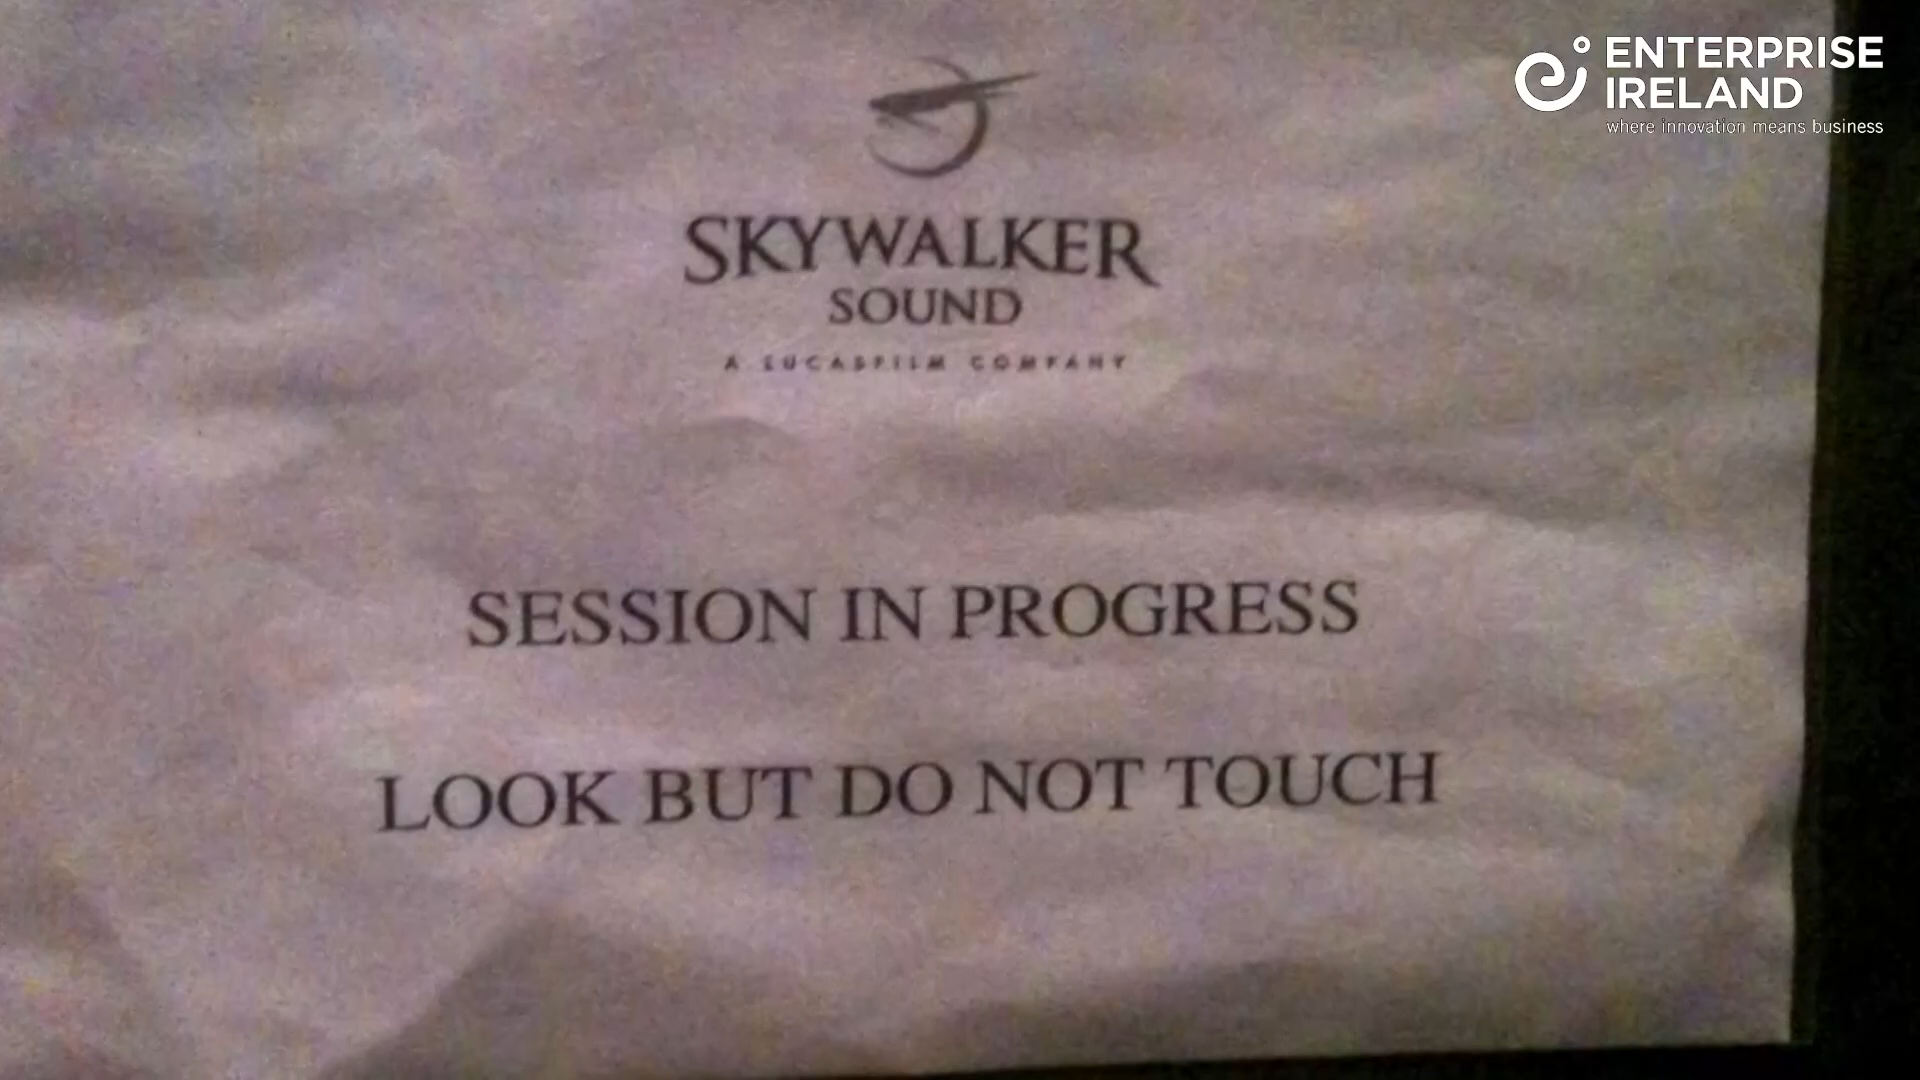 ENTERPRISE
IRELAND
where innovation means business
SKYWALKER
SOUND
A LUCASFILM COMPANY
SESSION IN PROGRESS
LOOK BUT DO NOT TOUCH